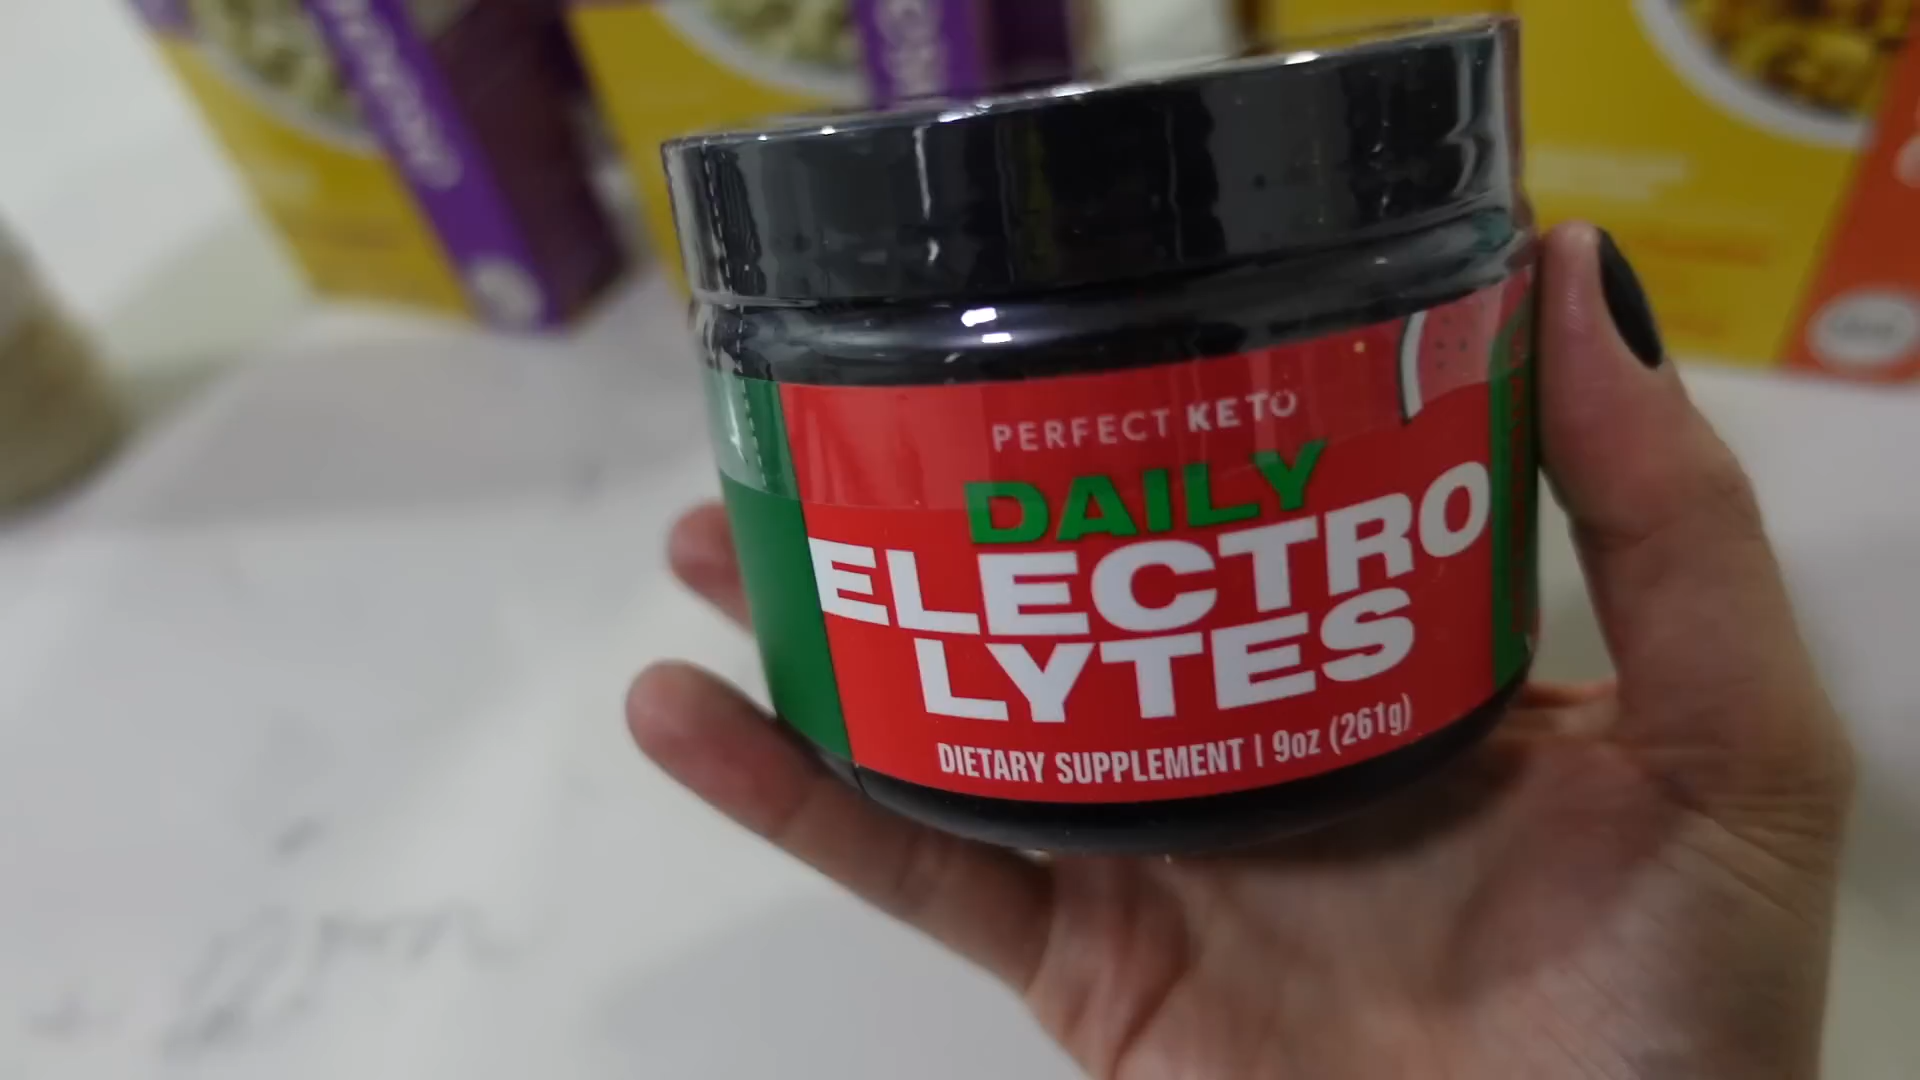 PERFECT KETO
DAILY
ELECTRO
LYTES
DIETARY SUPPLEMENT | 9oz (261g)